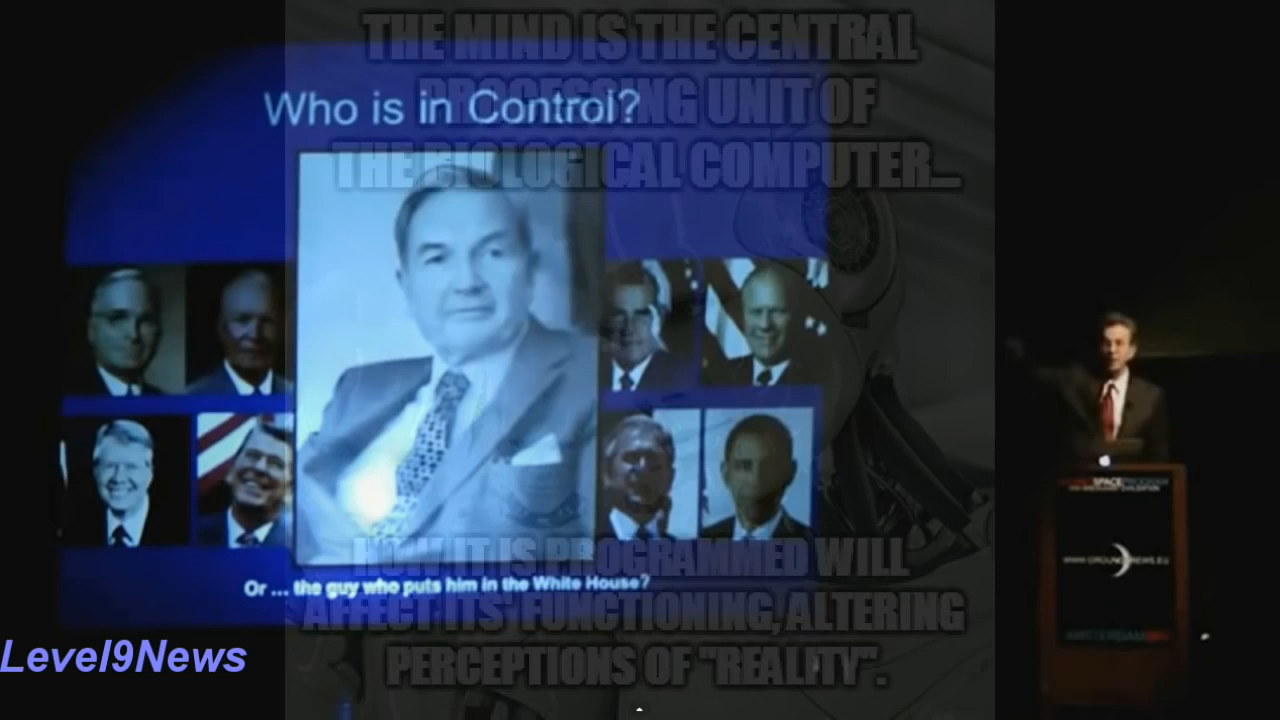 THE MIND IS THE CENTRAL
PROCESSING UNIT OF
THE BIOLOGICAL COMPUTER...
Who is in Control?
Or ... the guy who puts him in the White House?
HOW IT IS PROGRAMMED WILL
AFFECT ITS' FUNCTIONING, ALTERING
PERCEPTIONS OF "REALITY".
Level9News
SPACE